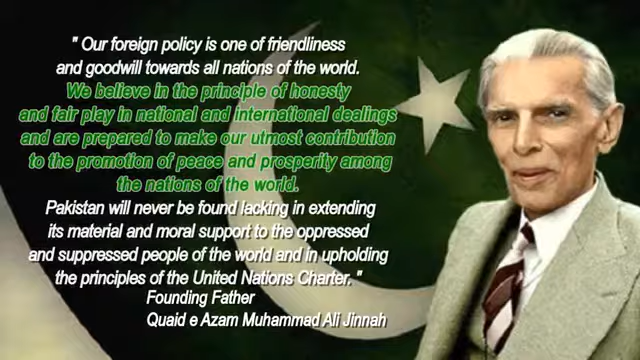 " Our foreign policy is one of friendliness
and goodwill towards all nations of the world.
We believe in the principle of honesty
and fair play in national and international dealings
and are prepared to make our utmost contribution
to the promotion of peace and prosperity among
the nations of the world.
Pakistan will never be found lacking in extending
its material and moral support to the oppressed
and suppressed people of the world and in upholding
the principles of the United Nations Charter. "
Founding Father
Quaid e Azam Muhammad Ali Jinnah